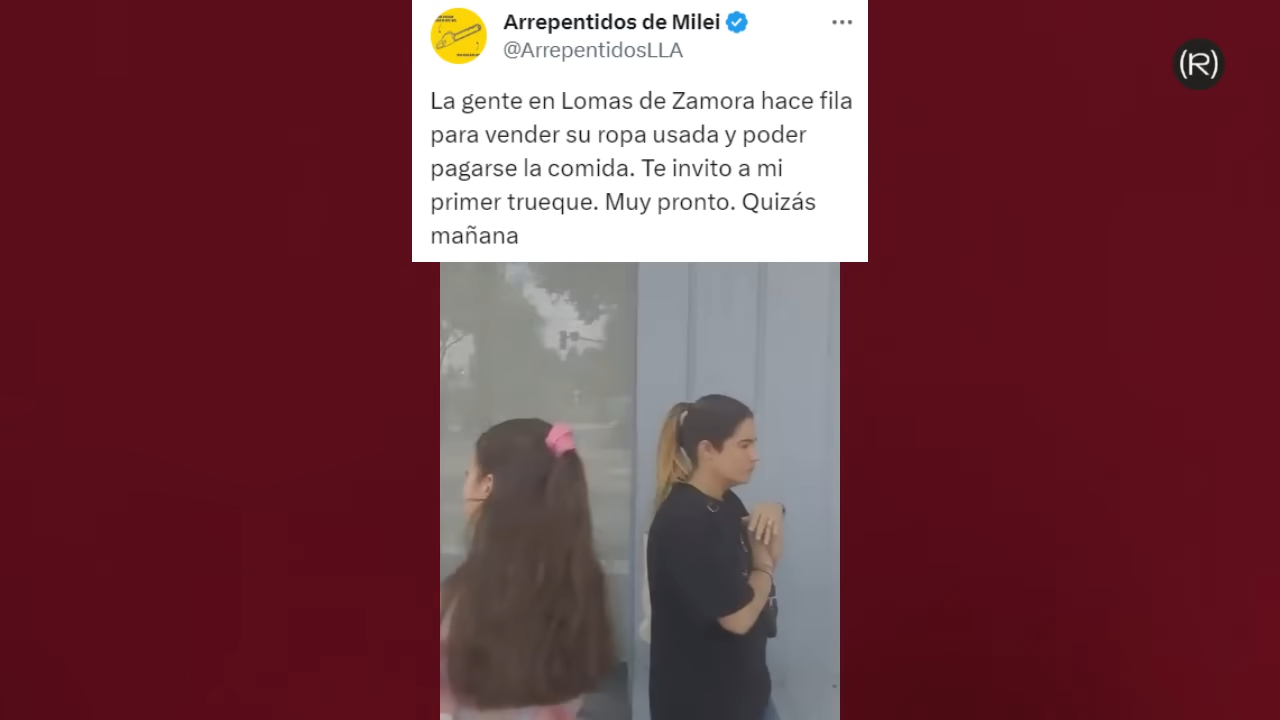 Arrepentidos de Milei
@ArrepentidosLLA
La gente en Lomas de Zamora hace fila
para vender su ropa usada y poder
pagarse la comida. Te invito a mi
primer trueque. Muy pronto. Quizás
mañana
(R)